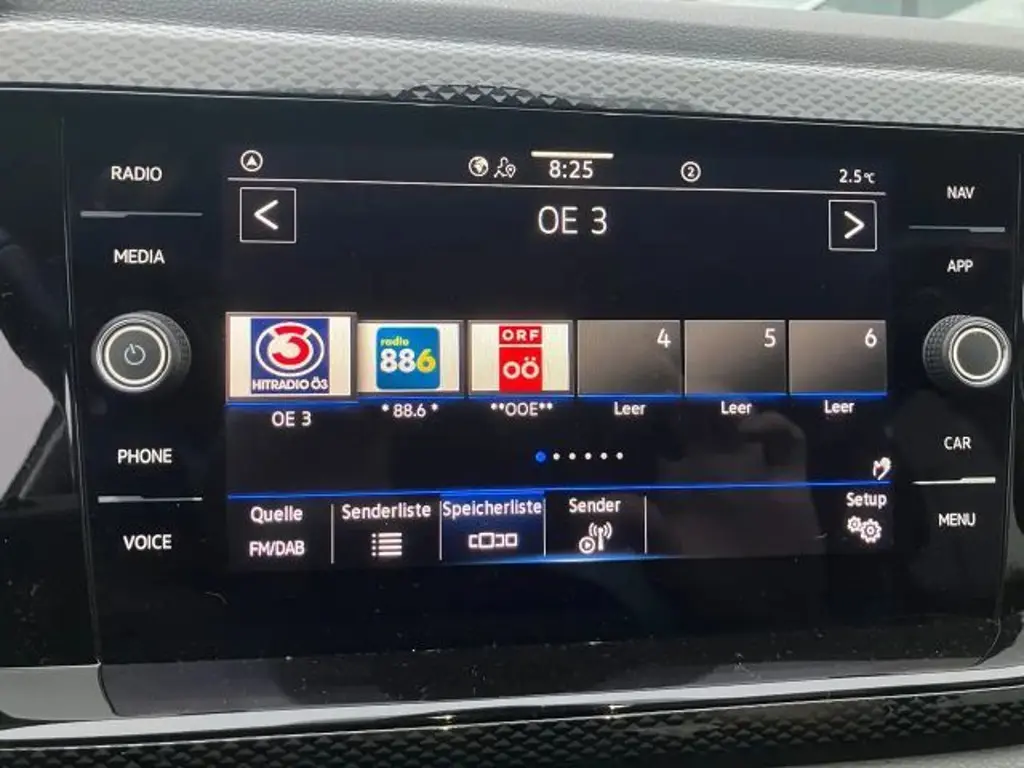 RADIO
MEDIA
PHONE
VOICE
8:25
2
2.5°C
<
OE 3
>
3
HITRADIO Ö3
radio
88.6
ORF
OÖ
4
5
6
OE 3
* 88.6 *
**OOE**
Leer
Leer
Leer
Quelle
FM/DAB
Senderliste
Speicherliste
Sender
Setup
NAV
APP
CAR
MENU